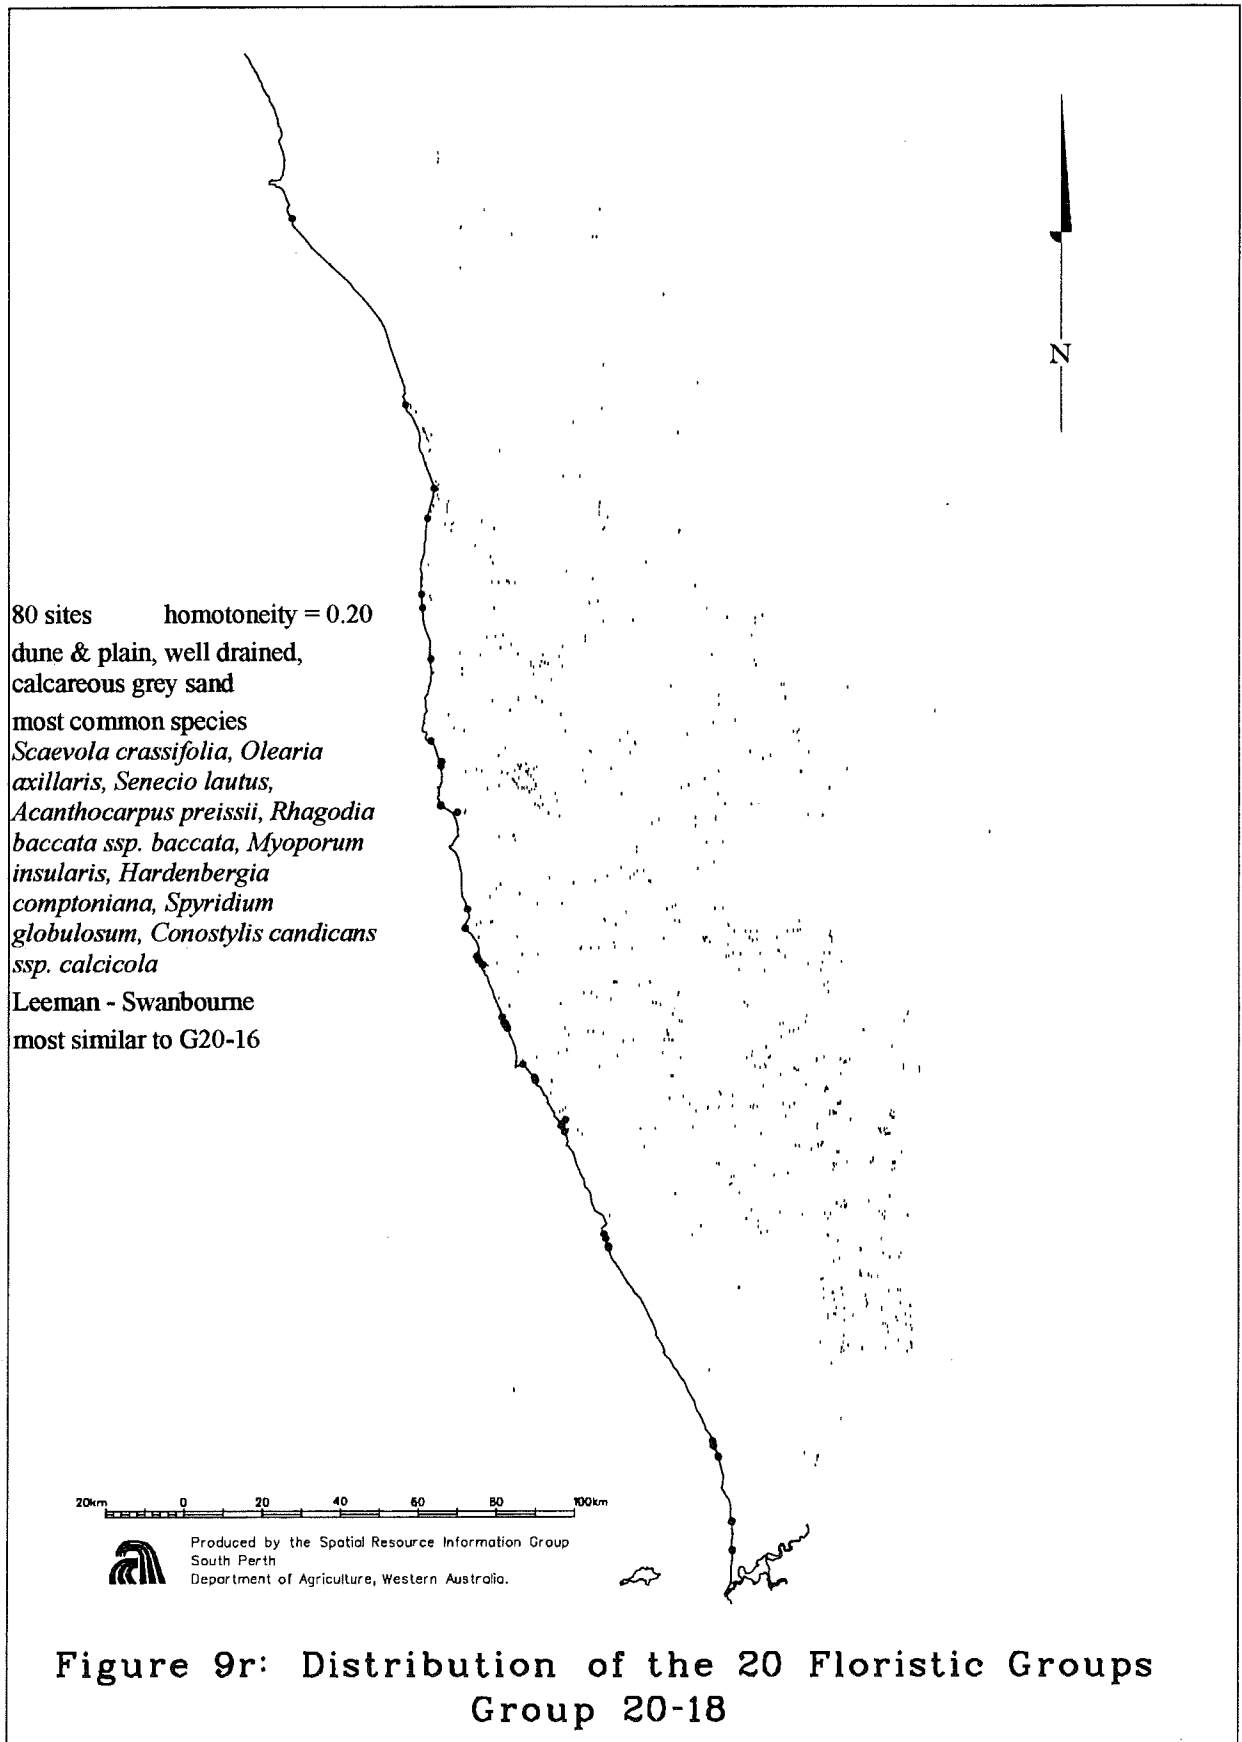 N
80 sites homotoneity = 0.20
dune & plain, well drained,
calcareous grey sand
most common species
Scaevola crassifolia, Olearia
axillaris, Senecio lautus,
Acanthocarpus preissii, Rhagodia
baccata ssp. baccata, Myoporum
insularis, Hardenbergia
comptoniana, Spyridium
globulosum, Conostylis candicans
ssp. calcicola
Leeman - Swanbourne
most similar to G20-16
20km 0 20 40 60 80 100km
Produced by the Spatial Resource Information Group
South Perth
Department of Agriculture, Western Australia.
Figure 9r: Distribution of the 20 Floristic Groups
Group 20-18